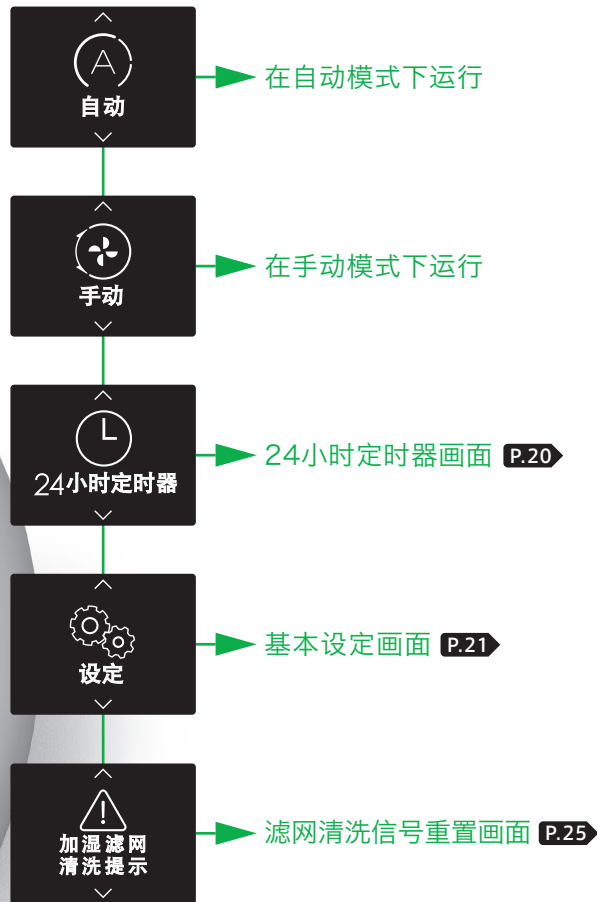 A
自动
在自动模式下运行
手动
在手动模式下运行
24小时定时器
24小时定时器画面 P.20
设定
基本设定画面 P.21
加湿滤网
清洗提示
滤网清洗信号重置画面 P.25